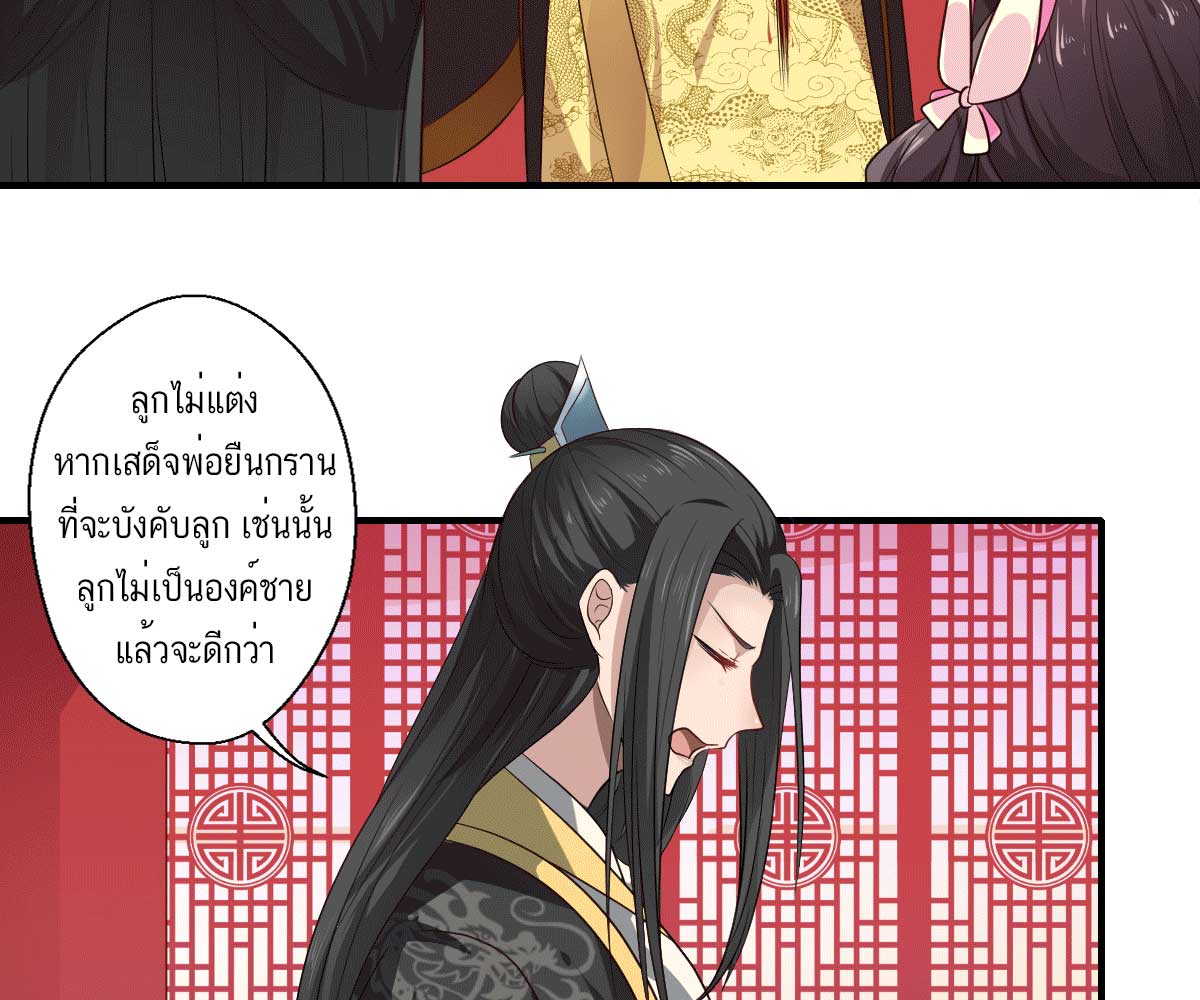 ลูกไม่แต่ง
หากเสด็จพ่อยืนกราน
ที่จะบังคับลูก เช่นนั้น
ลูกไม่เป็นองค์ชาย
แล้วจะดีกว่า